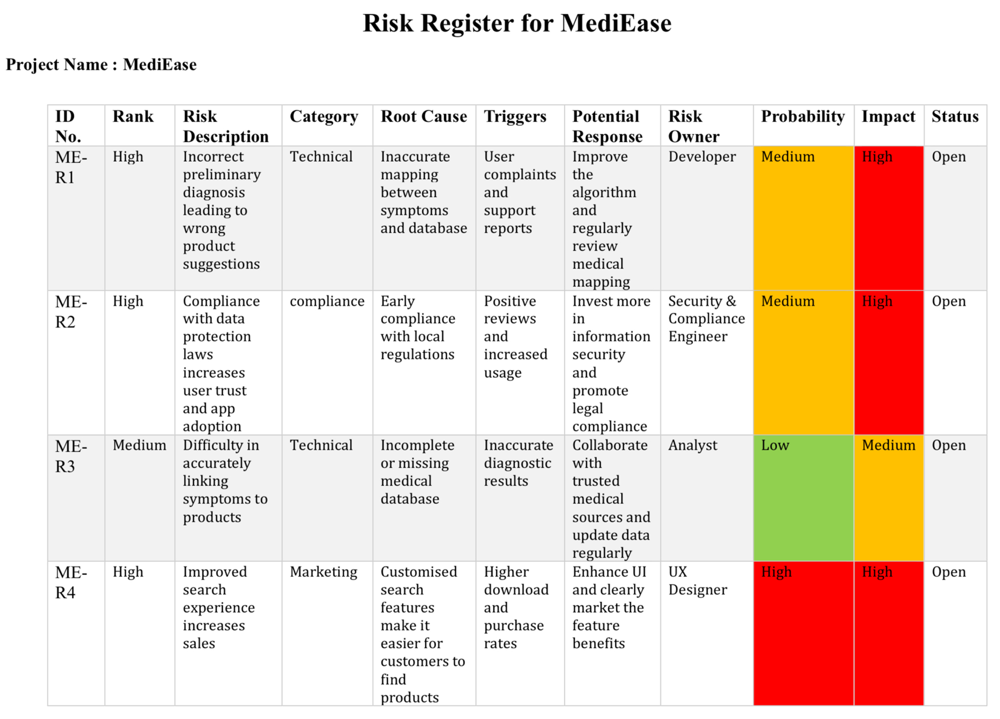 Risk Register for MediEase
Project Name : MediEase
ID
No.
Rank
Risk
Description
Category
Root Cause
Triggers
Potential
Response
Risk
Owner
Probability
Impact
Status
ME-
R1
High
Incorrect
preliminary
diagnosis
leading to
wrong
product
suggestions
Technical
Inaccurate
mapping
between
symptoms
and database
User
complaints
and
support
reports
Improve
the
algorithm
and
regularly
review
medical
mapping
Developer
Medium
High
Open
ME-
R2
High
Compliance
with data
protection
laws
increases
user trust
and app
adoption
compliance
Early
compliance
with local
regulations
Positive
reviews
and
increased
usage
Invest more
in
information
security
and
promote
legal
compliance
Security &
Compliance
Engineer
Medium
High
Open
ME-
R3
Medium
Difficulty in
accurately
linking
symptoms to
products
Technical
Incomplete
or missing
medical
database
Inaccurate
diagnostic
results
Collaborate
with
trusted
medical
sources and
update data
regularly
Analyst
Low
Medium
Open
ME-
R4
High
Improved
search
experience
increases
sales
Marketing
Customised
search
features
make it
easier for
customers to
find
products
Higher
download
and
purchase
rates
Enhance UI
and clearly
market the
feature
benefits
UX
Designer
High
High
Open